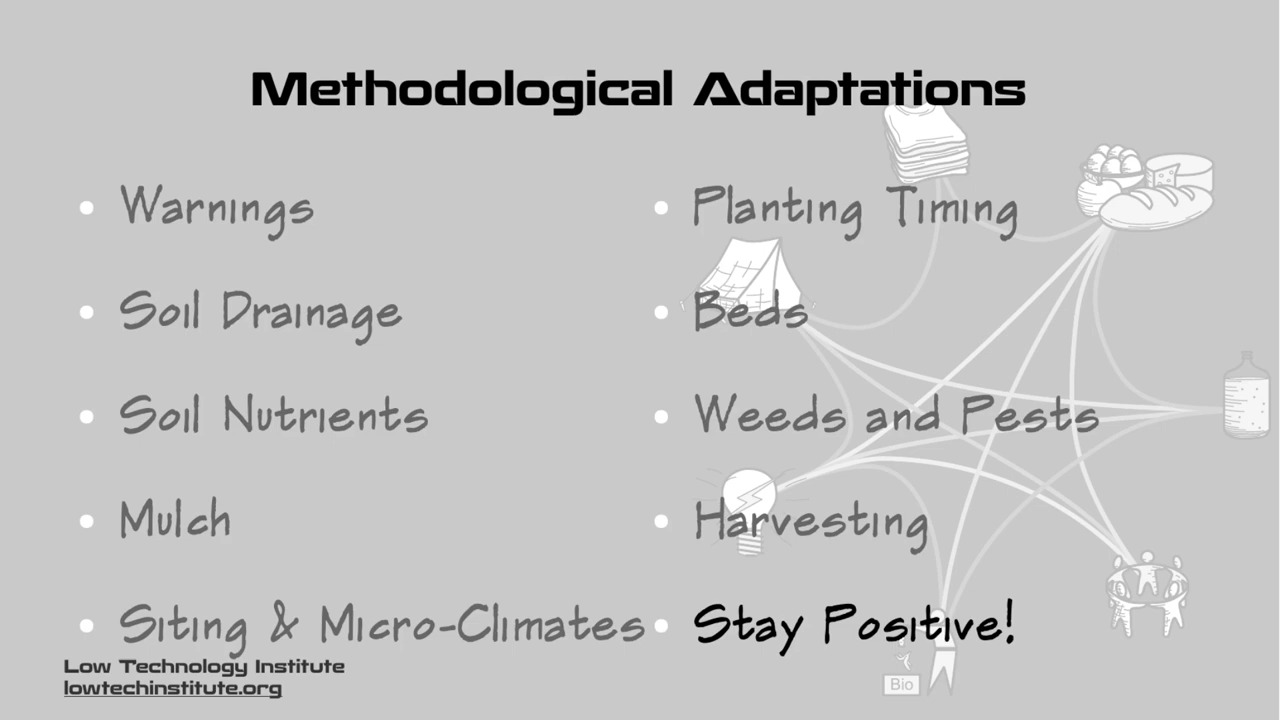 Methodological Adaptations
• Warnings
• Soil Drainage
• Soil Nutrients
• Mulch
• Siting & Micro-Climates
• Planting Timing
• Beds
• Weeds and Pests
• Harvesting
• Stay Positive!
Bio
Low Technology Institute
lowtechinstitute.org